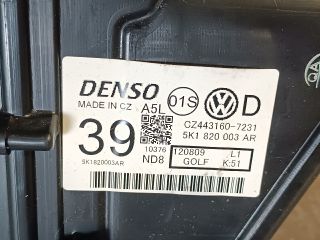 DENSO
MADE IN CZ A5L 01S VW D
CZ443160-7231
5K1 820 003 AR
39
10376
ND8
120809 L1
GOLF K:51
5K1820003AR